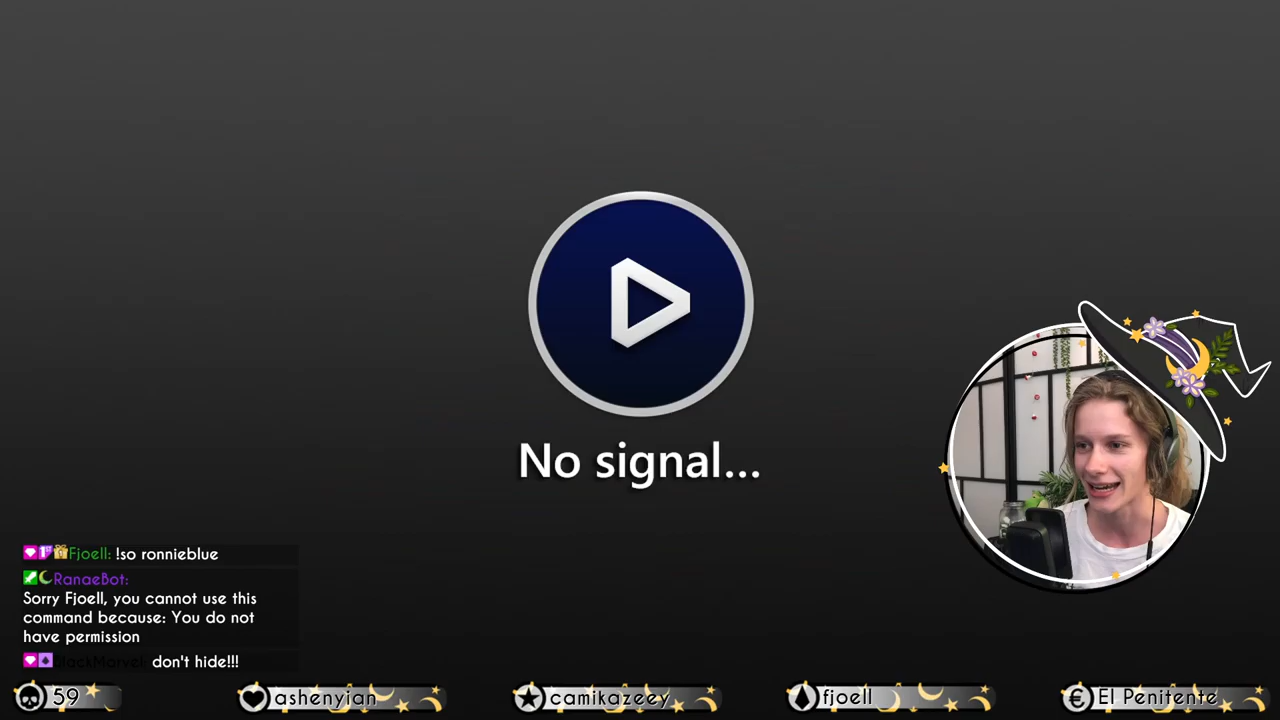 No signal...
Fjoell: !so ronnieblue
RanaeBot:
Sorry Fjoell, you cannot use this
command because: You do not
have permission
BlackMarvel: don't hide!!!
59
ashenyian
camikazeey
fjoell
€ El Penitente